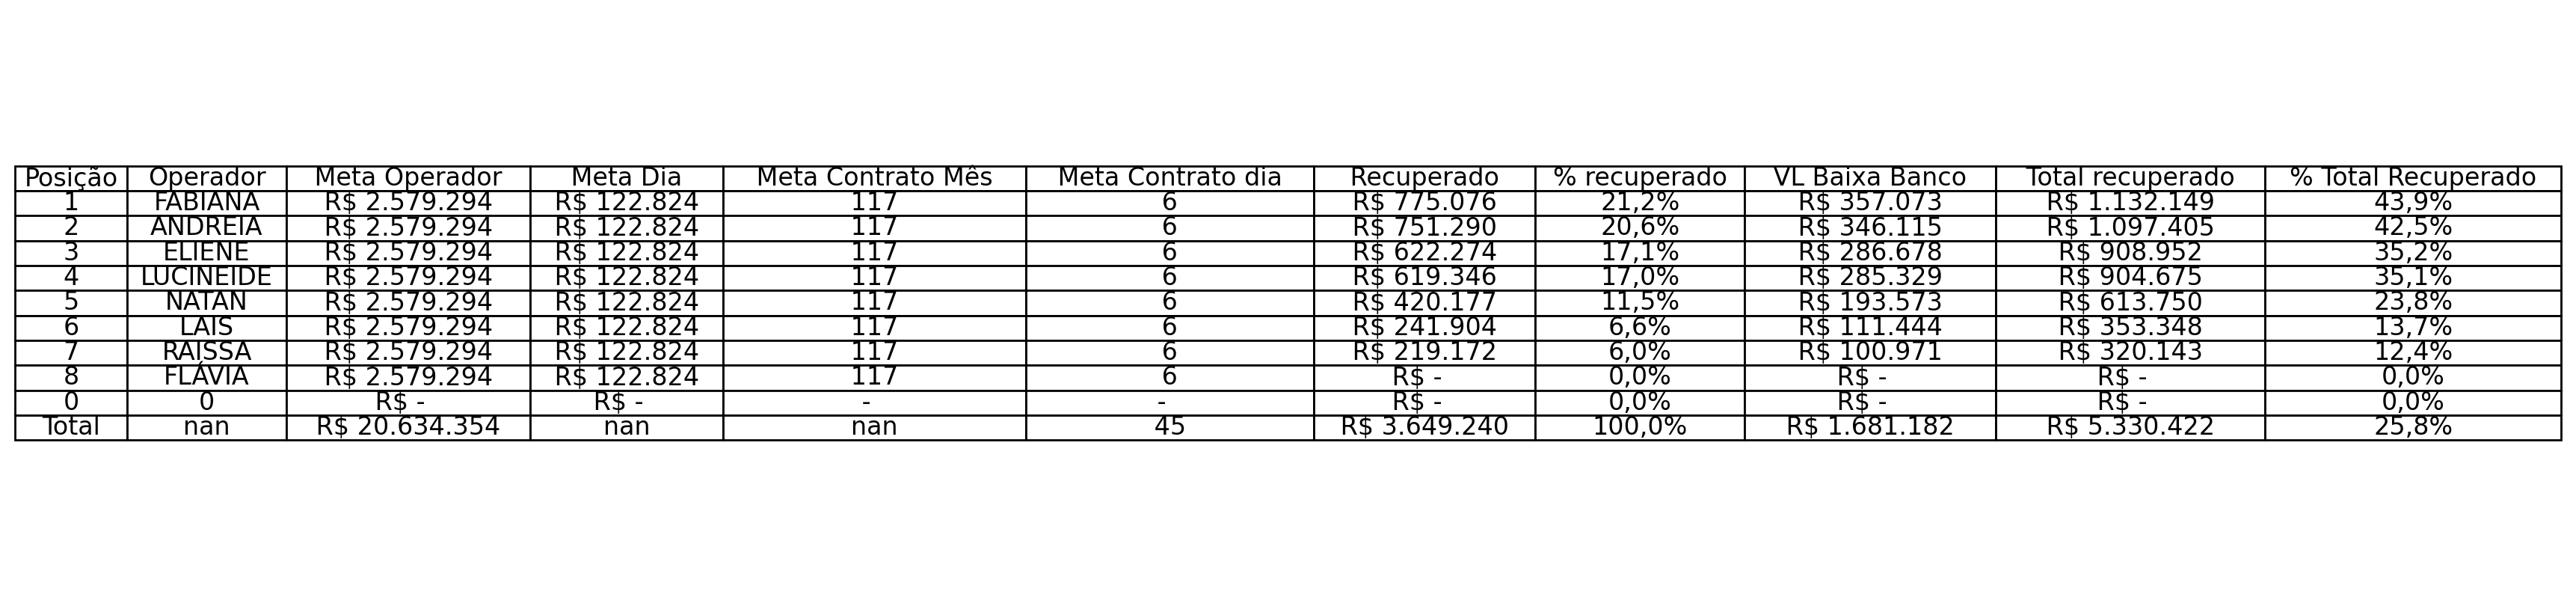 Posição Operador Meta Operador Meta Dia Meta Contrato Mês Meta Contrato dia Recuperado % recuperado VL Baixa Banco Total recuperado % Total Recuperado
1 FABIANA R$ 2.579.294 R$ 122.824 117 6 R$ 775.076 21,2% R$ 357.073 R$ 1.132.149 43,9%
2 ANDREIA R$ 2.579.294 R$ 122.824 117 6 R$ 751.290 20,6% R$ 346.115 R$ 1.097.405 42,5%
3 ELIENE R$ 2.579.294 R$ 122.824 117 6 R$ 622.274 17,1% R$ 286.678 R$ 908.952 35,2%
4 LUCINEIDE R$ 2.579.294 R$ 122.824 117 6 R$ 619.346 17,0% R$ 285.329 R$ 904.675 35,1%
5 NATAN R$ 2.579.294 R$ 122.824 117 6 R$ 420.177 11,5% R$ 193.573 R$ 613.750 23,8%
6 LAIS R$ 2.579.294 R$ 122.824 117 6 R$ 241.904 6,6% R$ 111.444 R$ 353.348 13,7%
7 RAISSA R$ 2.579.294 R$ 122.824 117 6 R$ 219.172 6,0% R$ 100.971 R$ 320.143 12,4%
8 FLÁVIA R$ 2.579.294 R$ 122.824 117 6 R$ - 0,0% R$ - R$ - 0,0%
0 0 R$ - R$ - - - R$ - 0,0% R$ - R$ - 0,0%
Total nan R$ 20.634.354 nan nan 45 R$ 3.649.240 100,0% R$ 1.681.182 R$ 5.330.422 25,8%